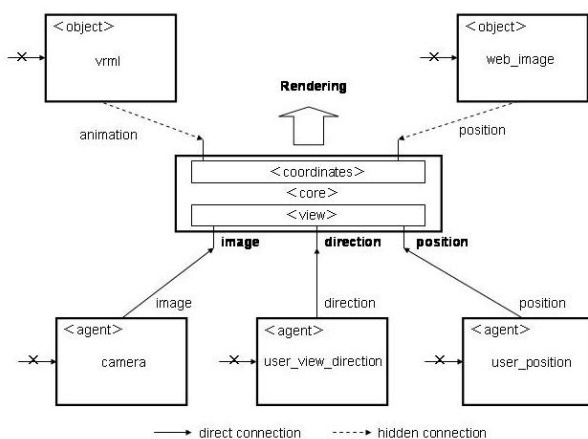 <object>
vrml
<object>
web_image
Rendering
animation
position
<coordinates>
<core>
<view>
image
direction
position
image
direction
position
<agent>
camera
<agent>
user_view_direction
<agent>
user_position
direct connection
hidden connection